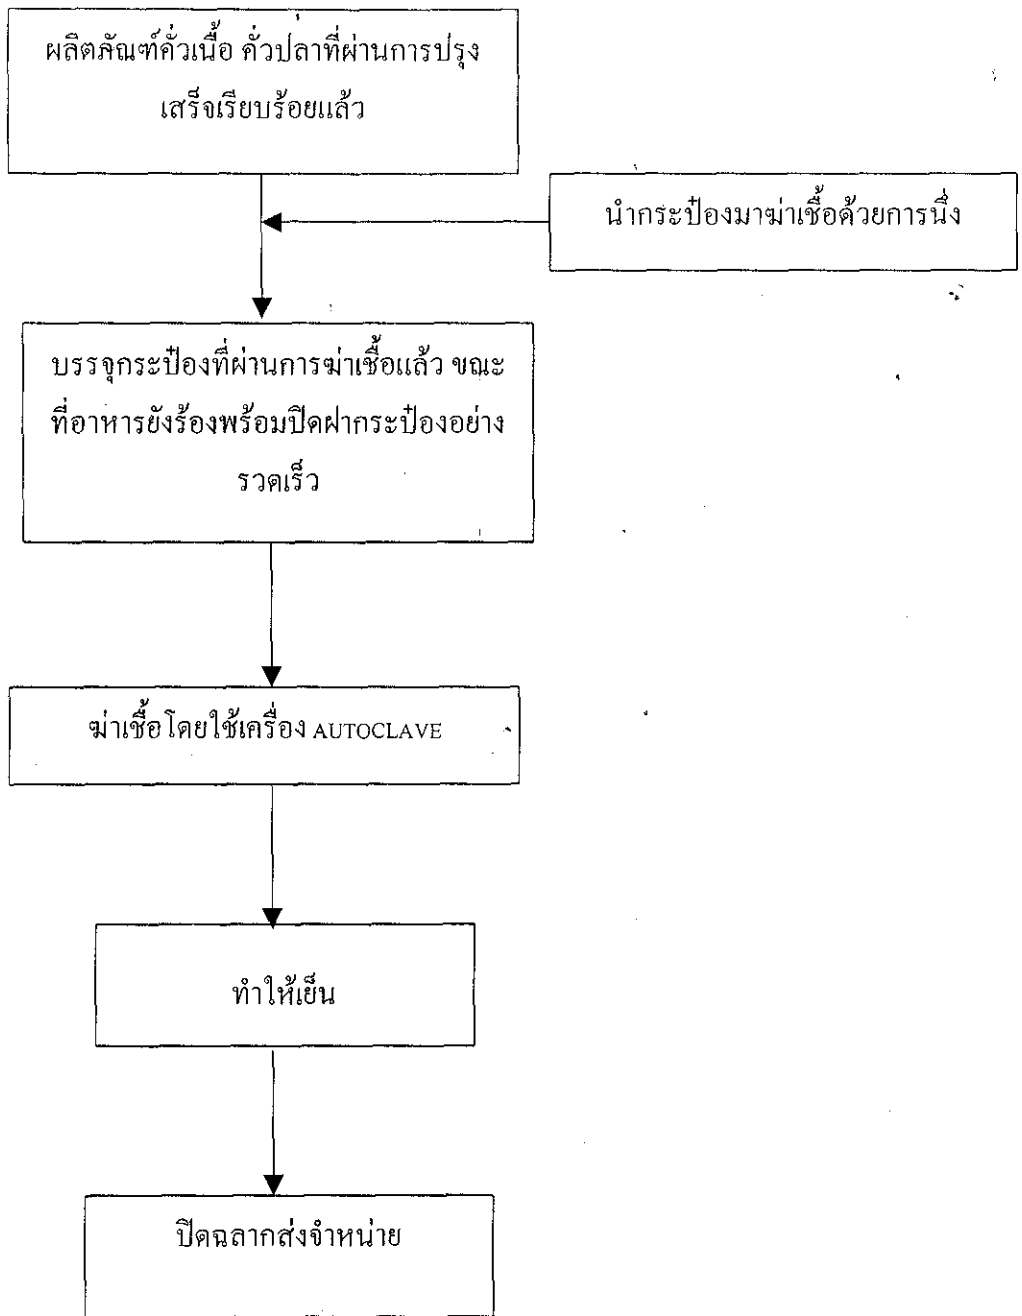 ผลิตภัณฑ์คั่วเนื้อ คั่วปลาที่ผ่านการปรุง
เสร็จเรียบร้อยแล้ว
นำกระป๋องมาฆ่าเชื้อด้วยการนึ่ง
บรรจุกระป๋องที่ผ่านการฆ่าเชื้อแล้ว ขณะ
ที่อาหารยังร้องพร้อมปิดฝากระป๋องอย่าง
รวดเร็ว
ฆ่าเชื้อโดยใช้เครื่อง AUTOCLAVE
ทำให้เย็น
ปิดฉลากส่งจำหน่าย